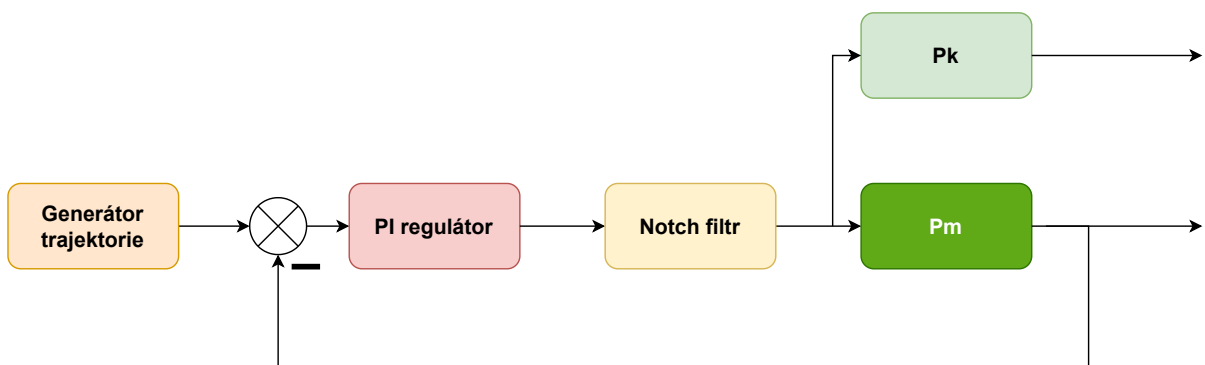 Pk
Generátor
trajektorie
PI regulátor
Notch filtr
Pm